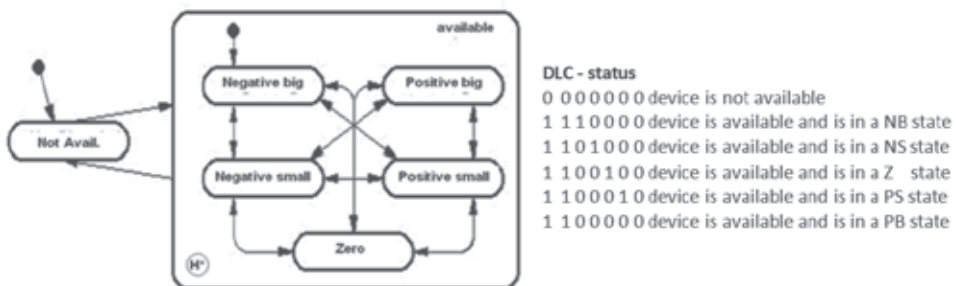 available
Negative big
Positive big
Not Avail.
Negative small
Positive small
Zero
H*
DLC - status
0 0 0 0 0 0 0 device is not available
1 1 1 0 0 0 0 device is available and is in a NB state
1 1 0 1 0 0 0 device is available and is in a NS state
1 1 0 0 1 0 0 device is available and is in a Z state
1 1 0 0 0 1 0 device is available and is in a PS state
1 1 0 0 0 0 0 device is available and is in a PB state